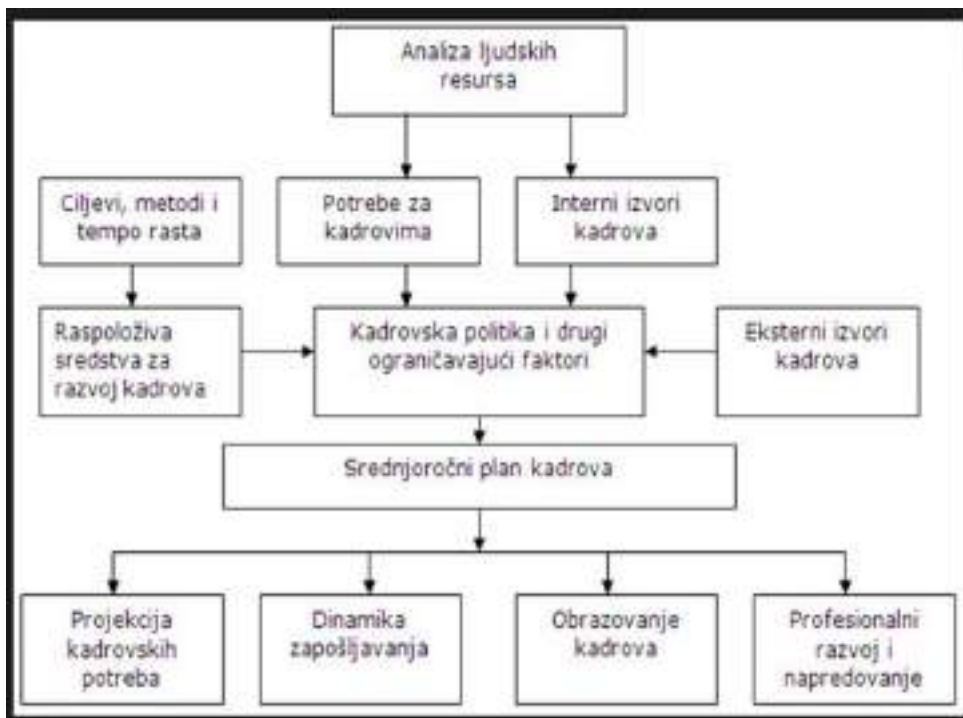 Analiza ljudskih
resursa
Ciljevi, metodi i
tempo rasta
Potrebe za
kadrovima
Interni izvori
kadrova
Raspoloživa
sredstva za
razvoj kadrova
Kadrovska politika i drugi
ograničavajući faktori
Eksterni izvori
kadrova
Srednjoročni plan kadrova
Projekcija
kadrovskih
potreba
Dinamika
zapošljavanja
Obrazovanje
kadrova
Profesionalni
razvoj i
napredovanje